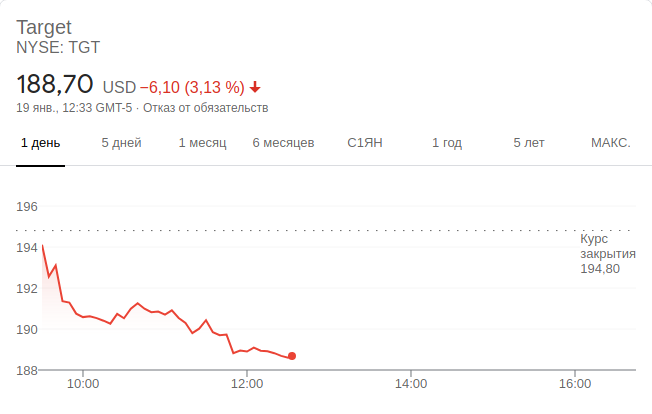 Target
NYSE: TGT
188,70 USD −6,10 (3,13 %)
19 янв., 12:33 GMT-5 · Отказ от обязательств
1 день 5 дней 1 месяц 6 месяцев С1ЯН 1 год 5 лет МАКС.
196
194
192
190
188
Курс
закрытия
194,80
10:00 12:00 14:00 16:00